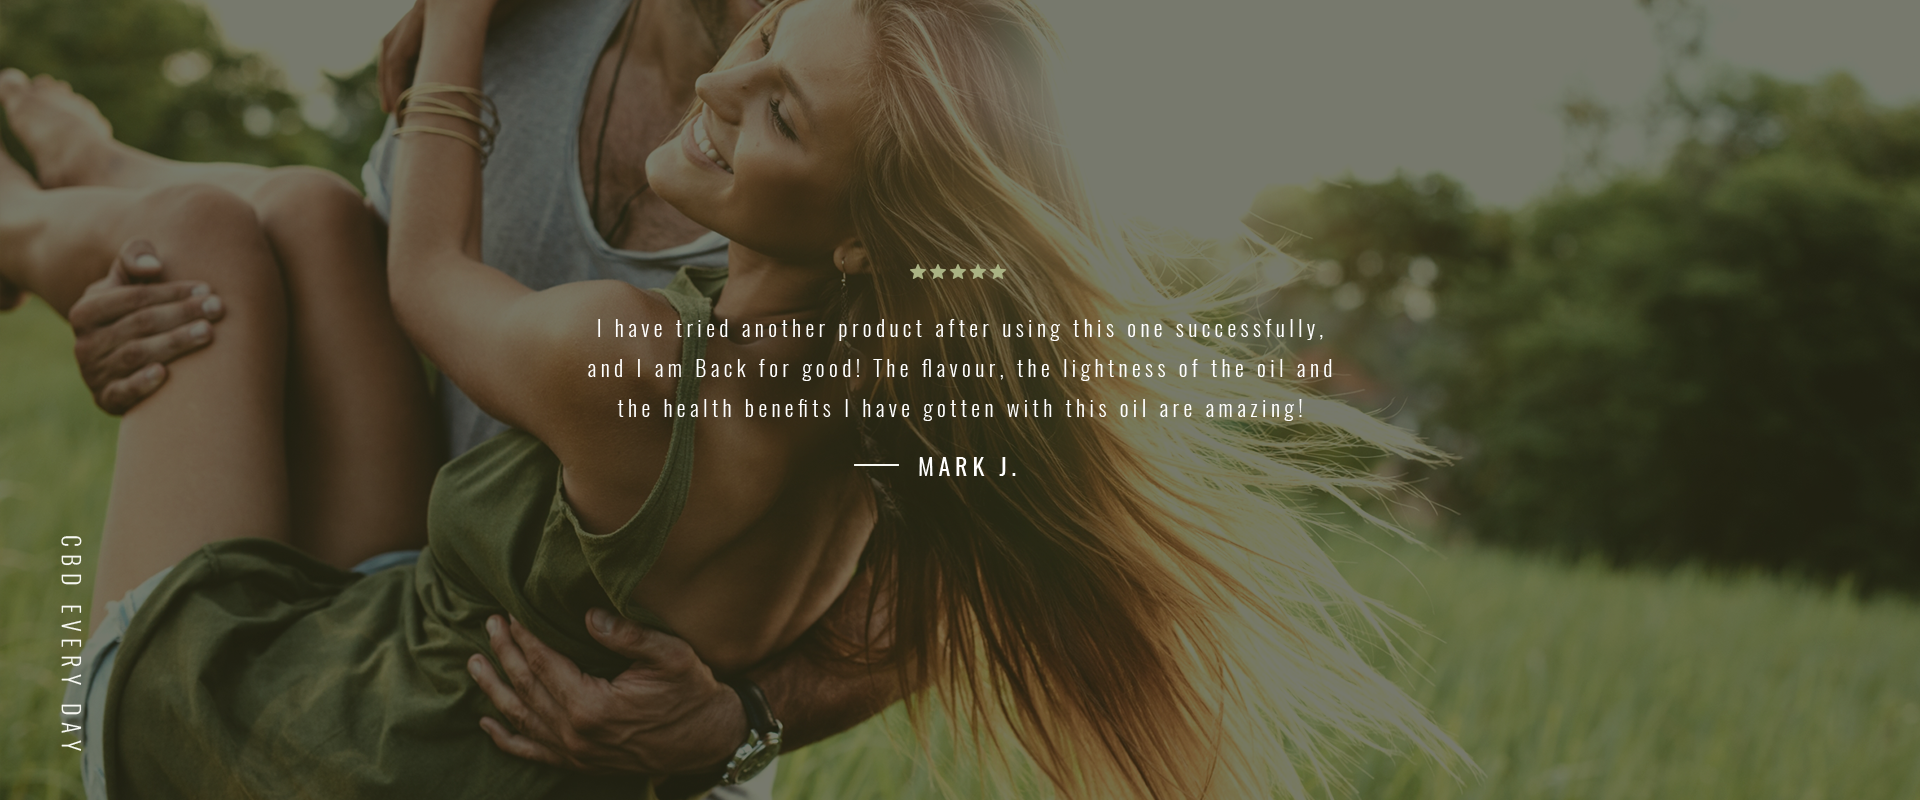 I have tried another product after using this one successfully,
and I am Back for good! The flavour, the lightness of the oil and
the health benefits I have gotten with this oil are amazing!
MARK J.
CBD EVERY DAY